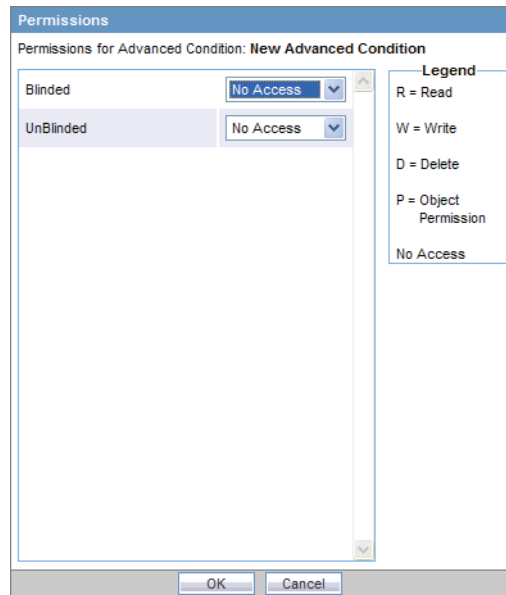 Permissions
Permissions for Advanced Condition: New Advanced Condition
Blinded No Access
UnBlinded No Access
Legend
R = Read
W = Write
D = Delete
P = Object
Permission
No Access
OK Cancel